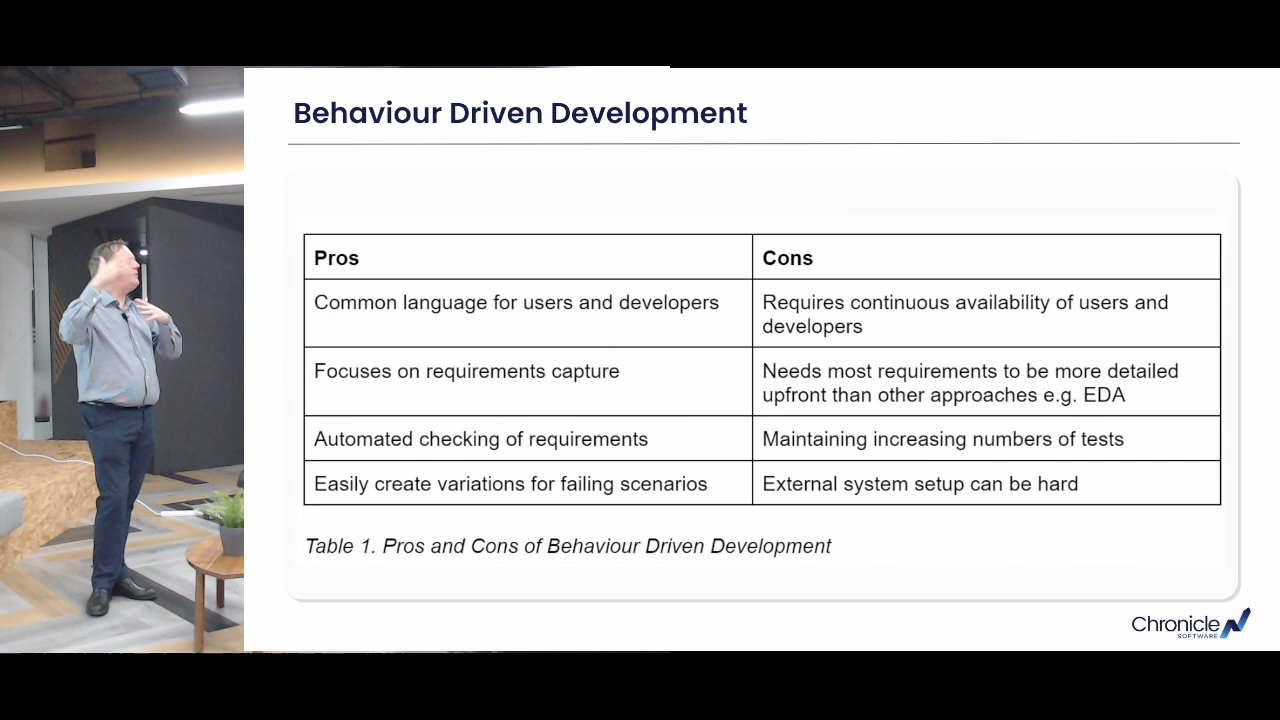 Behaviour Driven Development
Pros
Cons
Common language for users and developers
Requires continuous availability of users and
developers
Focuses on requirements capture
Needs most requirements to be more detailed
upfront than other approaches e.g. EDA
Automated checking of requirements
Maintaining increasing numbers of tests
Easily create variations for failing scenarios
External system setup can be hard
Table 1. Pros and Cons of Behaviour Driven Development
Chronicle
SOFTWARE